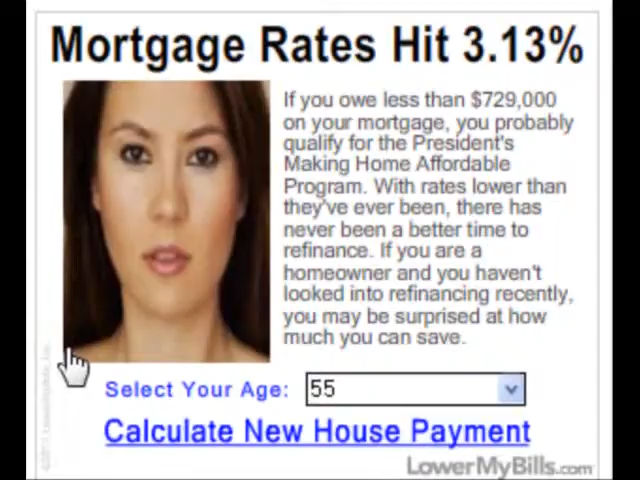 Mortgage Rates Hit 3.13%
If you owe less than $729,000
on your mortgage, you probably
qualify for the President's
Making Home Affordable
Program. With rates lower than
they've ever been, there has
never been a better time to
refinance. If you are a
homeowner and you haven't
looked into refinancing recently,
you may be surprised at how
much you can save.
Select Your Age: 55
Calculate New House Payment
LowerMyBills.com